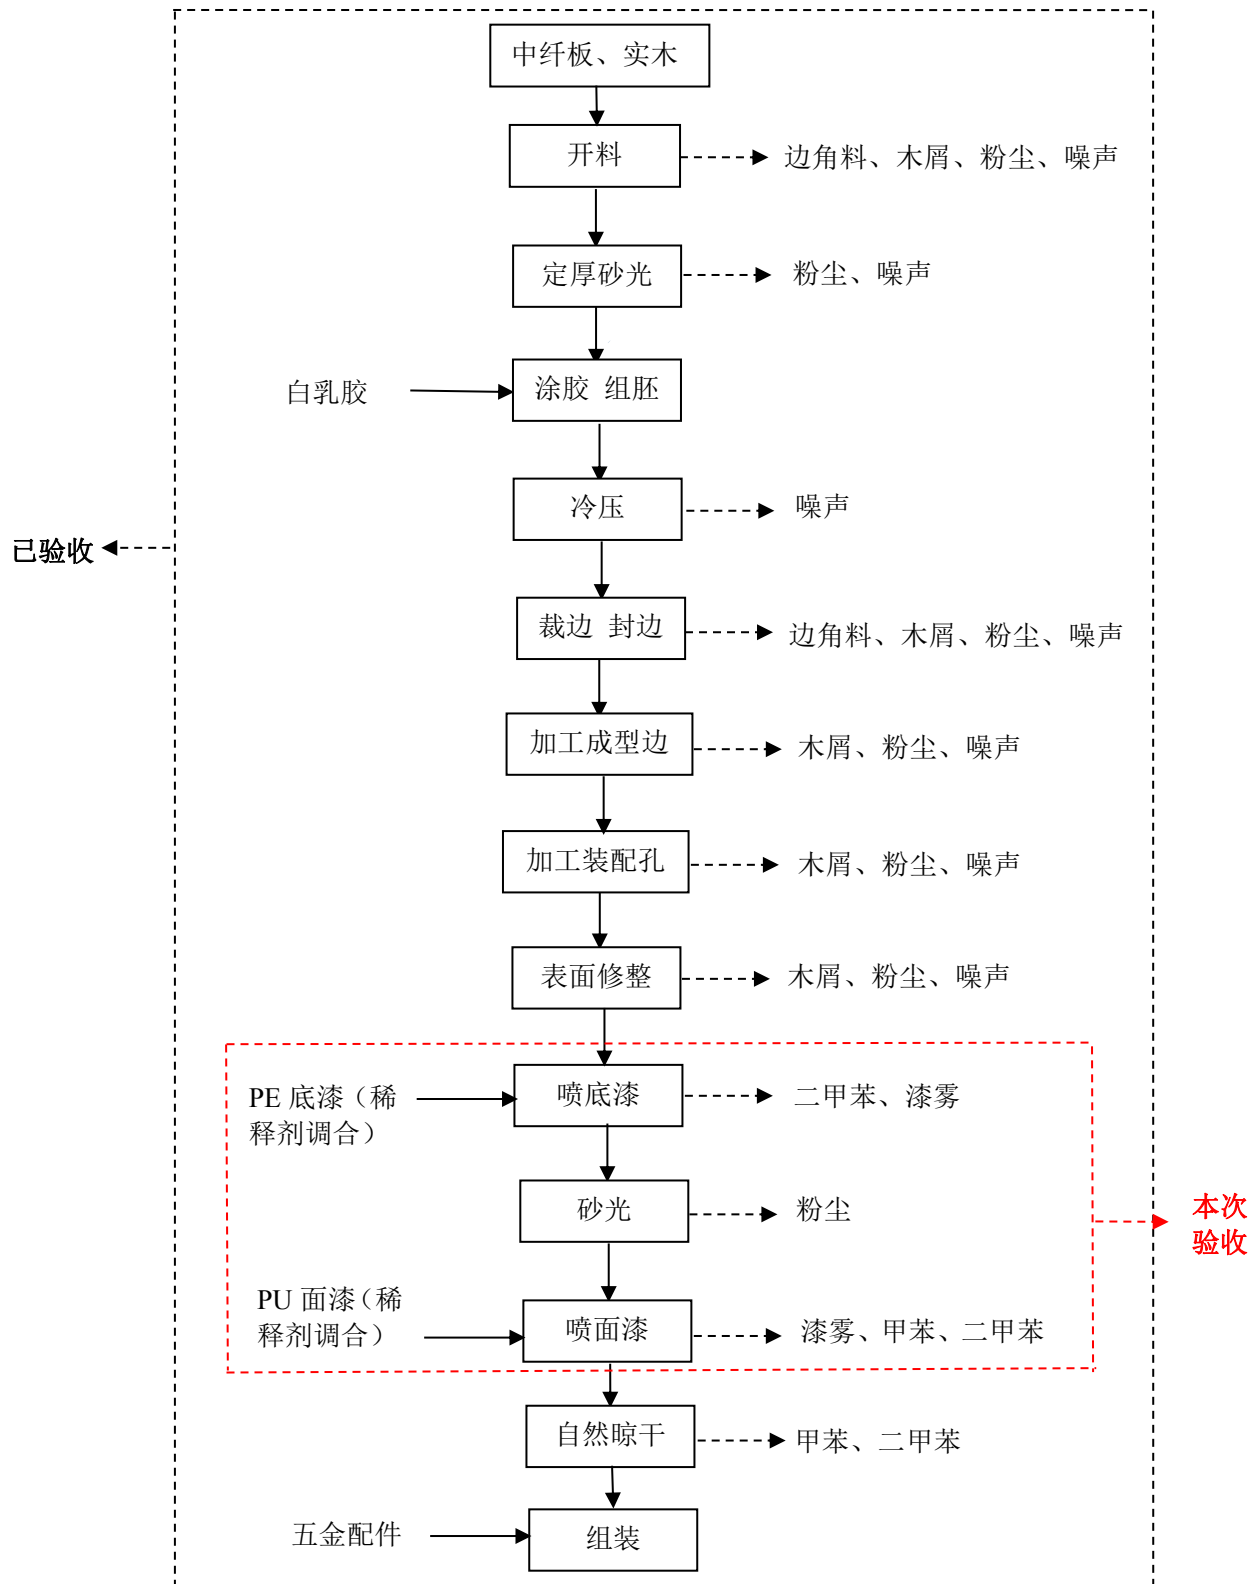 中纤板、实木
开料
边角料、木屑、粉尘、噪声
定厚砂光
粉尘、噪声
白乳胶
涂胶 组胚
冷压
噪声
已验收
裁边 封边
边角料、木屑、粉尘、噪声
加工成型边
木屑、粉尘、噪声
加工装配孔
木屑、粉尘、噪声
表面修整
木屑、粉尘、噪声
PE 底漆（稀
释剂调合）
喷底漆
二甲苯、漆雾
砂光
粉尘
本次
验收
PU 面漆（稀
释剂调合）
喷面漆
漆雾、甲苯、二甲苯
自然晾干
甲苯、二甲苯
五金配件
组装